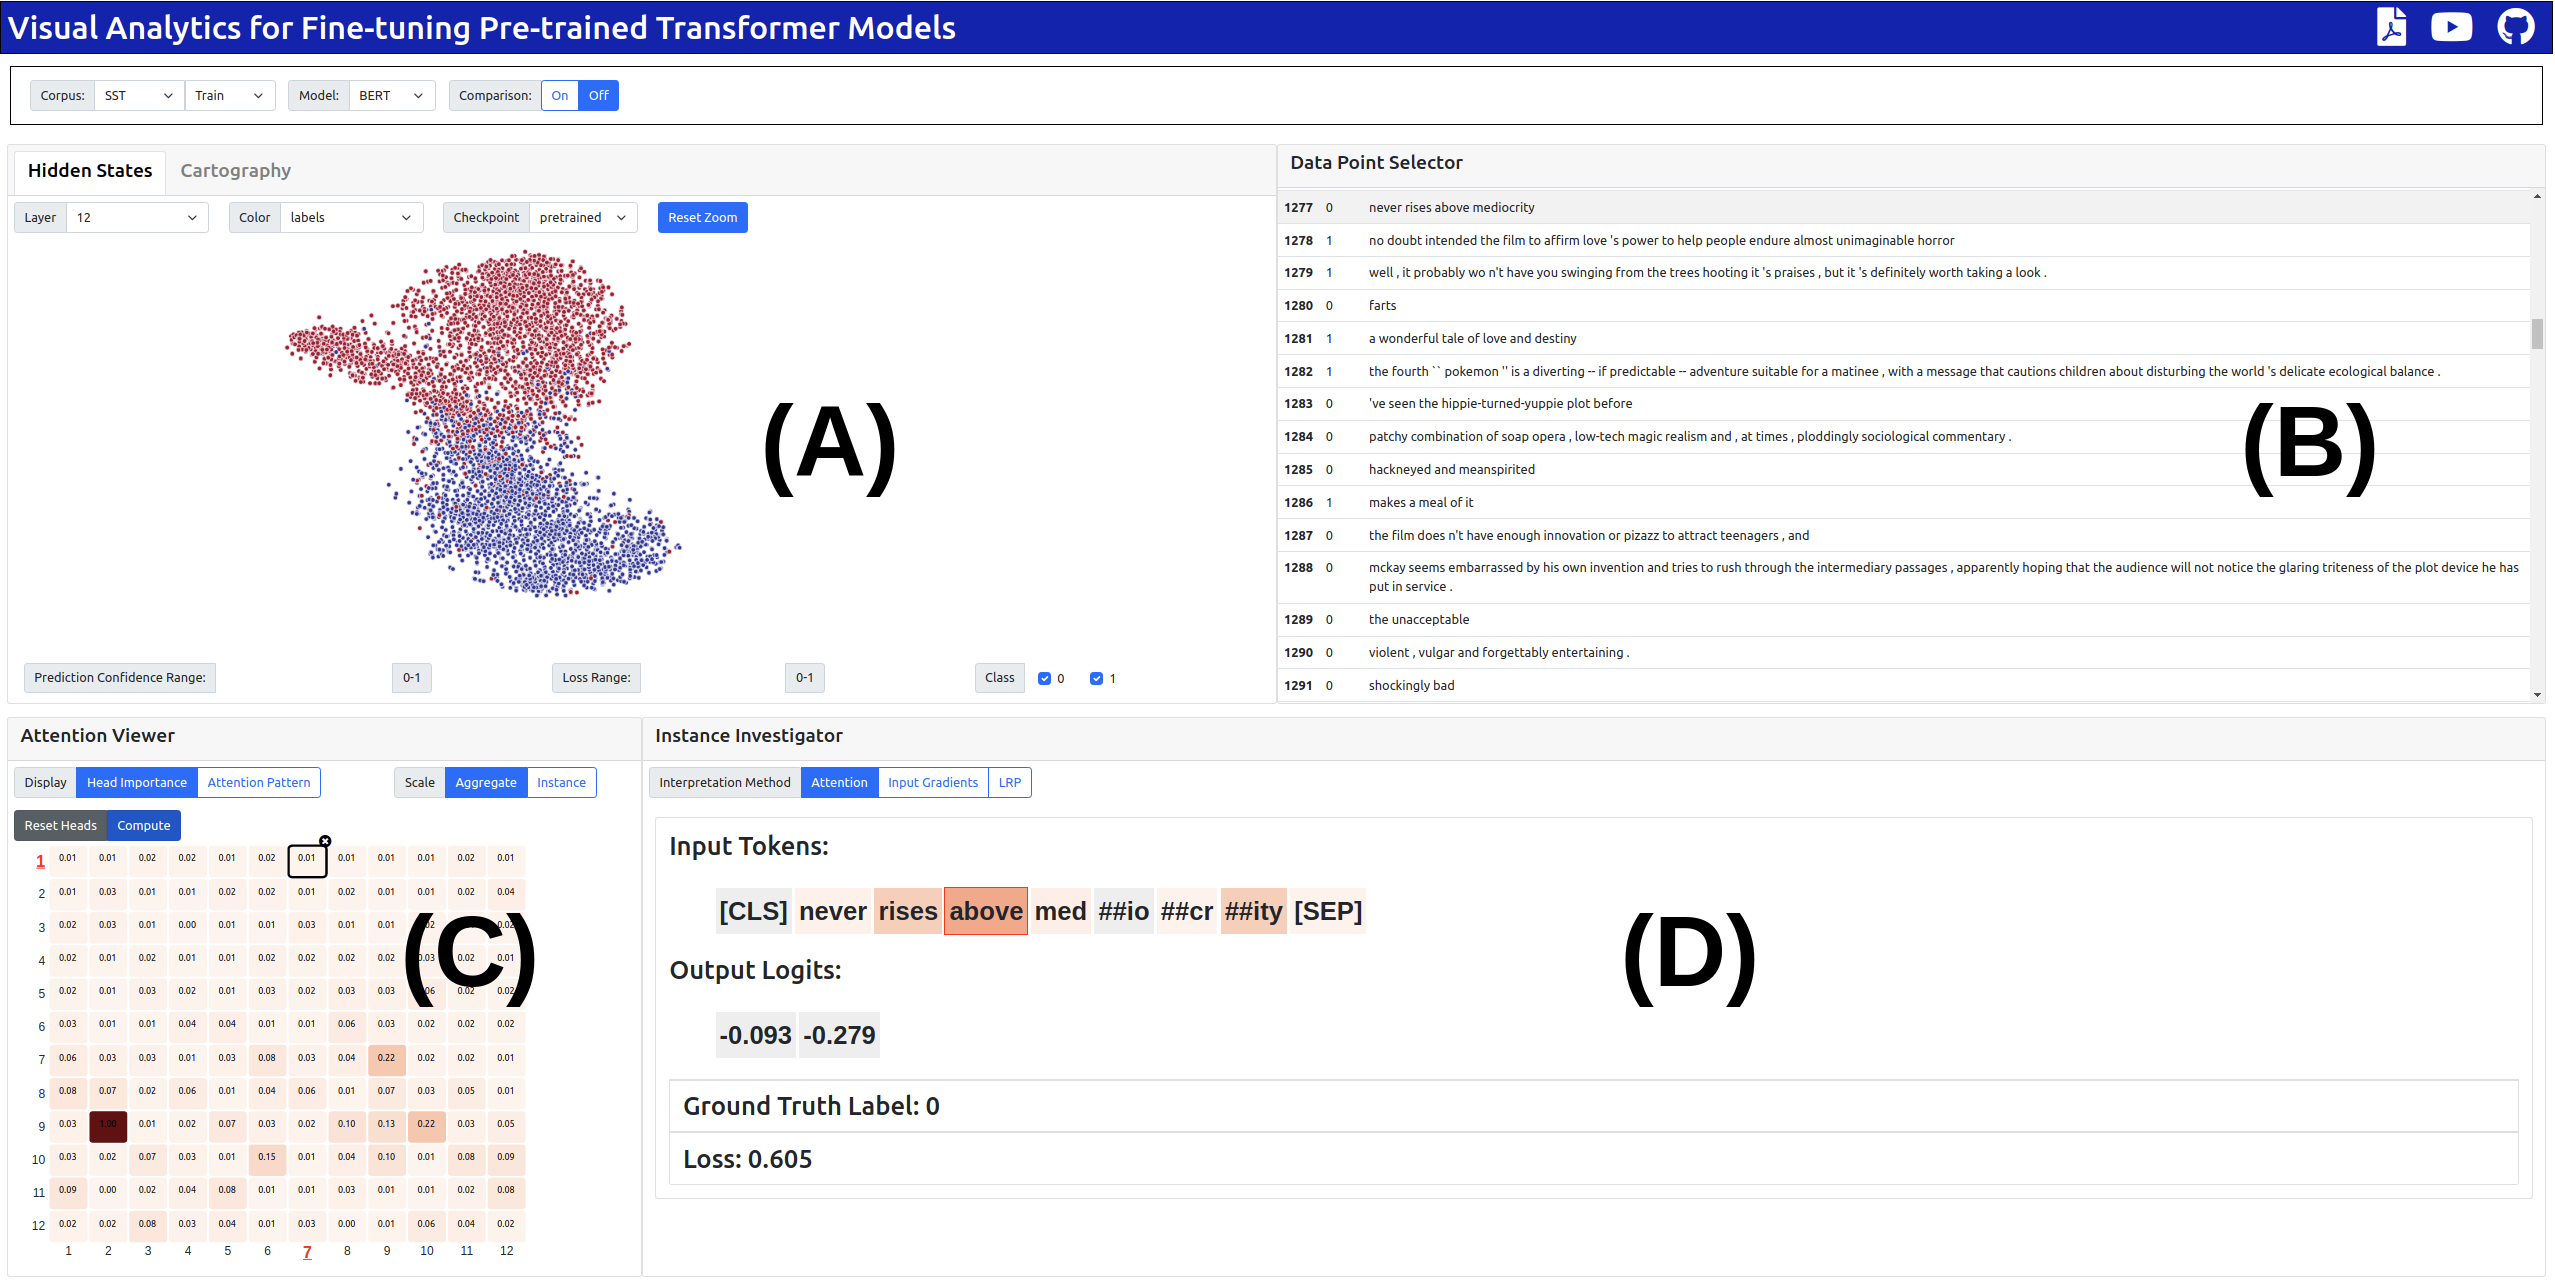 Visual Analytics for Fine-tuning Pre-trained Transformer Models
Corpus: SST Train Model: BERT Comparison: On Off
Hidden States Cartography
Layer 12 Color labels Checkpoint pretrained Reset Zoom
(A)
Prediction Confidence Range: 0-1 Loss Range: 0-1 Class 0 1
Data Point Selector
1277 0 never rises above mediocrity
1278 1 no doubt intended the film to affirm love 's power to help people endure almost unimaginable horror
1279 1 well , it probably wo n't have you swinging from the trees hooting it 's praises , but it 's definitely worth taking a look .
1280 0 farts
1281 1 a wonderful tale of love and destiny
1282 1 the fourth `` pokemon '' is a diverting -- if predictable -- adventure suitable for a matinee , with a message that cautions children about disturbing the world 's delicate ecological balance .
1283 0 've seen the hippie-turned-yuppie plot before
1284 0 patchy combination of soap opera , low-tech magic realism and , at times , ploddingly sociological commentary .
1285 0 hackneyed and meanspirited
1286 1 makes a meal of it
1287 0 the film does n't have enough innovation or pizazz to attract teenagers , and
1288 0 mckay seems embarrassed by his own invention and tries to rush through the intermediary passages , apparently hoping that the audience will not notice the glaring triteness of the plot device he has
put in service .
1289 0 the unacceptable
1290 0 violent , vulgar and forgettably entertaining .
1291 0 shockingly bad
(B)
Attention Viewer
Display Head Importance Attention Pattern Scale Aggregate Instance
Reset Heads Compute
1 0.01 0.01 0.02 0.02 0.01 0.02 0.01 0.01 0.01 0.01 0.02 0.01
2 0.01 0.03 0.01 0.01 0.02 0.02 0.01 0.02 0.01 0.01 0.02 0.04
3 0.02 0.03 0.01 0.00 0.01 0.01 0.03 0.01 0.01
4 0.02 0.01 0.02 0.01 0.01 0.02 0.02 0.02 0.02 0.03 0.02 0.01
5 0.02 0.01 0.03 0.02 0.01 0.03 0.02 0.03 0.03 0.02
6 0.03 0.01 0.01 0.04 0.04 0.01 0.01 0.06 0.03 0.02 0.02 0.02
7 0.06 0.03 0.03 0.01 0.03 0.08 0.03 0.04 0.22 0.02 0.02 0.01
8 0.08 0.07 0.02 0.06 0.01 0.04 0.06 0.01 0.07 0.03 0.05 0.01
9 0.03 1.00 0.01 0.02 0.07 0.03 0.02 0.10 0.13 0.22 0.03 0.05
10 0.03 0.02 0.07 0.03 0.01 0.15 0.01 0.04 0.10 0.01 0.08 0.09
11 0.09 0.00 0.02 0.04 0.08 0.01 0.01 0.03 0.01 0.01 0.02 0.08
12 0.02 0.02 0.08 0.03 0.04 0.01 0.03 0.00 0.01 0.06 0.04 0.02
1 2 3 4 5 6 7 8 9 10 11 12
(C)
Instance Investigator
Interpretation Method Attention Input Gradients LRP
Input Tokens:
[CLS] never rises above med ##io ##cr ##ity [SEP]
Output Logits:
-0.093 -0.279
Ground Truth Label: 0
Loss: 0.605
(D)